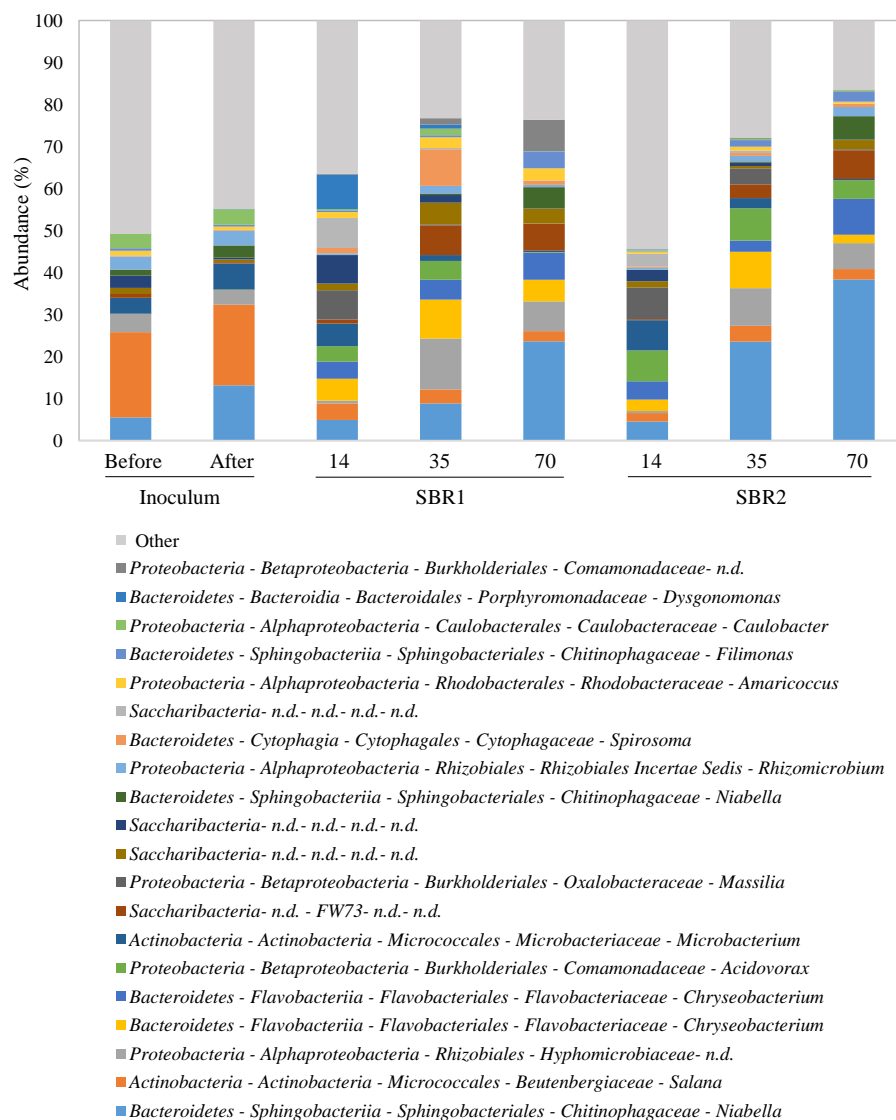 100
90
80
70
60
50
40
30
20
10
0
Abundance (%)
Before After 14 35 70 14 35 70
Inoculum SBR1 SBR2
Other
Proteobacteria - Betaproteobacteria - Burkholderiales - Comamonadaceae- n.d.
Bacteroidetes - Bacteroidia - Bacteroidales - Porphyromonadaceae - Dysgonomonas
Proteobacteria - Alphaproteobacteria - Caulobacterales - Caulobacteraceae - Caulobacter
Bacteroidetes - Sphingobacteriia - Sphingobacteriales - Chitinophagaceae - Filimonas
Proteobacteria - Alphaproteobacteria - Rhodobacterales - Rhodobacteraceae - Amaricoccus
Saccharibacteria- n.d.- n.d.- n.d.- n.d.
Bacteroidetes - Cytophagia - Cytophagales - Cytophagaceae - Spirosoma
Proteobacteria - Alphaproteobacteria - Rhizobiales - Rhizobiales Incertae Sedis - Rhizomicrobium
Bacteroidetes - Sphingobacteriia - Sphingobacteriales - Chitinophagaceae - Niabella
Saccharibacteria- n.d.- n.d.- n.d.- n.d.
Saccharibacteria- n.d.- n.d.- n.d.- n.d.
Proteobacteria - Betaproteobacteria - Burkholderiales - Oxalobacteraceae - Massilia
Saccharibacteria- n.d. - FW73- n.d.- n.d.
Actinobacteria - Actinobacteria - Micrococcales - Microbacteriaceae - Microbacterium
Proteobacteria - Betaproteobacteria - Burkholderiales - Comamonadaceae - Acidovorax
Bacteroidetes - Flavobacteriia - Flavobacteriales - Flavobacteriaceae - Chryseobacterium
Bacteroidetes - Flavobacteriia - Flavobacteriales - Flavobacteriaceae - Chryseobacterium
Proteobacteria - Alphaproteobacteria - Rhizobiales - Hyphomicrobiaceae- n.d.
Actinobacteria - Actinobacteria - Micrococcales - Beutenbergiaceae - Salana
Bacteroidetes - Sphingobacteriia - Sphingobacteriales - Chitinophagaceae - Niabella